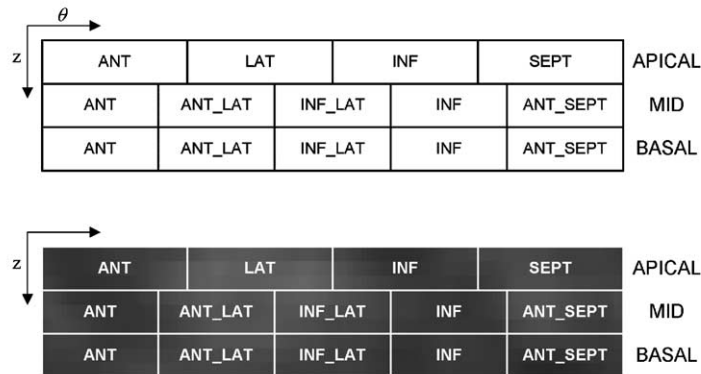 θ
z
ANT LAT INF SEPT APICAL
ANT ANT_LAT INF_LAT INF ANT_SEPT MID
ANT ANT_LAT INF_LAT INF ANT_SEPT BASAL
z
ANT LAT INF SEPT APICAL
ANT ANT_LAT INF_LAT INF ANT_SEPT MID
ANT ANT_LAT INF_LAT INF ANT_SEPT BASAL